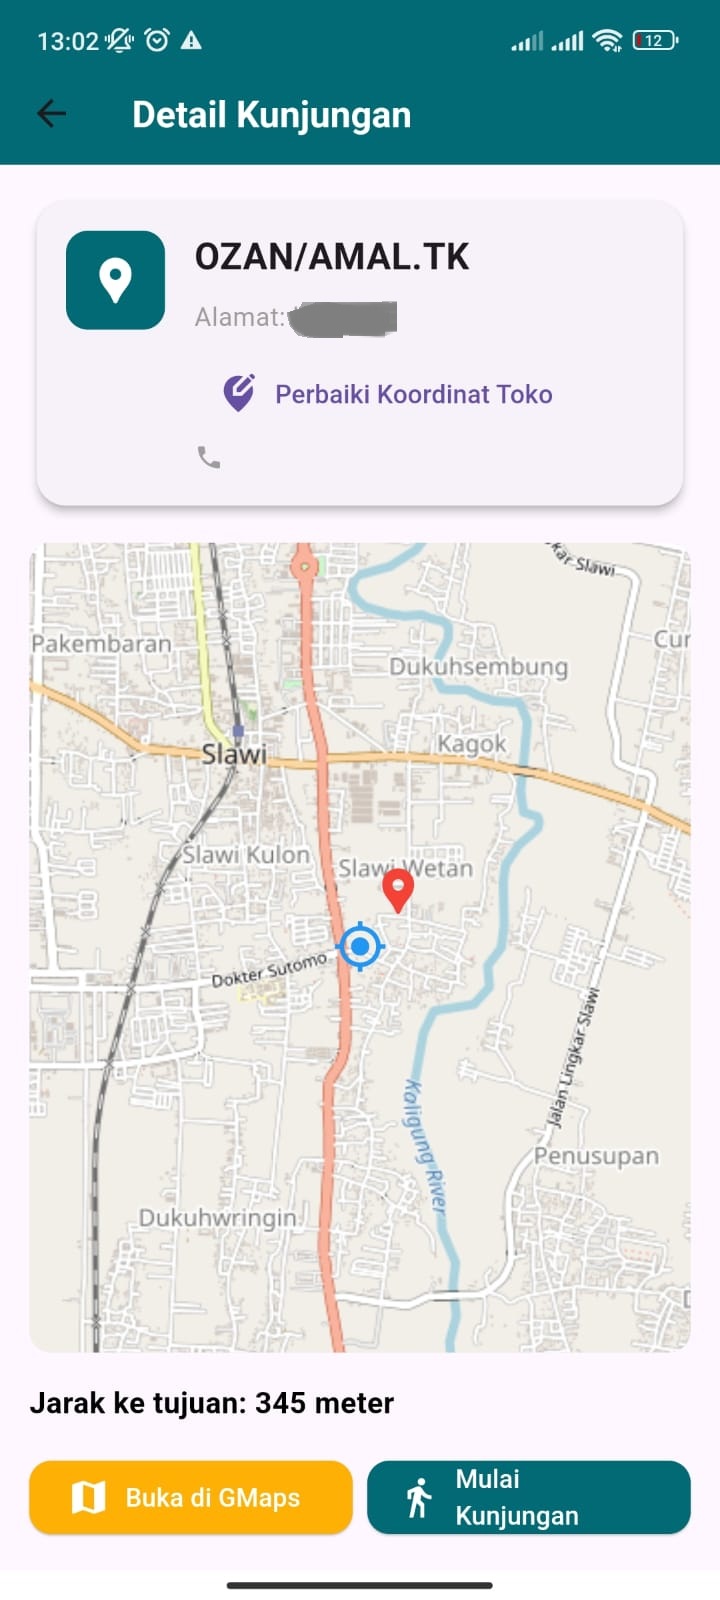 13:02
12
Detail Kunjungan
OZAN/AMAL.TK
Alamat:
Perbaiki Koordinat Toko
kar Slawi
Pakembaran
Cur
Dukuhsembung
Kagok
Slawi
Slawi Kulon
Slawi Wetan
Dokter Sutomo
Jalan Lingkar Slawi
Kaligung River
Penusupan
Dukuhwringin
Jarak ke tujuan: 345 meter
Buka di GMaps
Mulai
Kunjungan